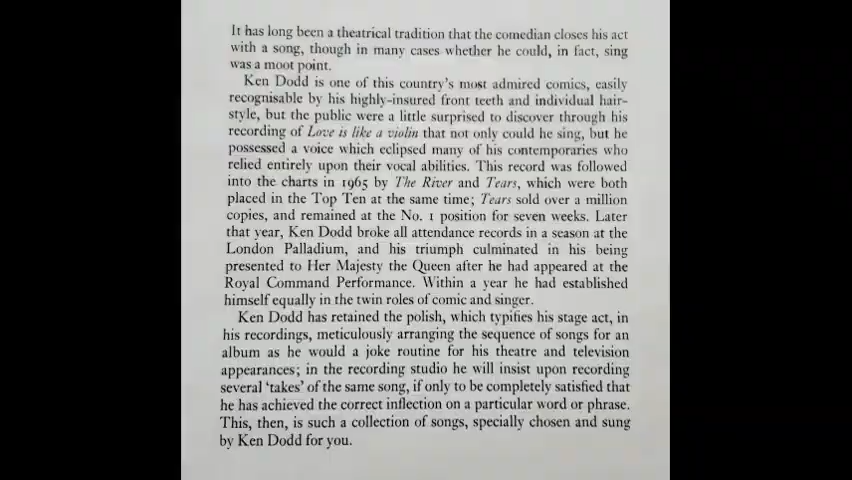 It has long been a theatrical tradition that the comedian closes his act
with a song, though in many cases whether he could, in fact, sing
was a moot point.
Ken Dodd is one of this country's most admired comics, easily
recognisable by his highly-insured front teeth and individual hair-
style, but the public were a little surprised to discover through his
recording of Love is like a violin that not only could he sing, but he
possessed a voice which eclipsed many of his contemporaries who
relied entirely upon their vocal abilities. This record was followed
into the charts in 1965 by The River and Tears, which were both
placed in the Top Ten at the same time; Tears sold over a million
copies, and remained at the No. 1 position for seven weeks. Later
that year, Ken Dodd broke all attendance records in a season at the
London Palladium, and his triumph culminated in his being
presented to Her Majesty the Queen after he had appeared at the
Royal Command Performance. Within a year he had established
himself equally in the twin roles of comic and singer.
Ken Dodd has retained the polish, which typifies his stage act, in
his recordings, meticulously arranging the sequence of songs for an
album as he would a joke routine for his theatre and television
appearances; in the recording studio he will insist upon recording
several 'takes' of the same song, if only to be completely satisfied that
he has achieved the correct inflection on a particular word or phrase.
This, then, is such a collection of songs, specially chosen and sung
by Ken Dodd for you.